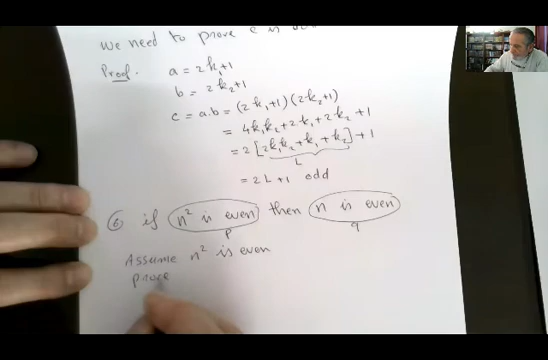 We need to prove c is
Proof. a = 2k₁+1
b = 2k₂+1
c = a.b = (2k₁+1)(2k₂+1)
= 4k₁k₂+2k₁+2k₂+1
= 2[2k₁k₂+k₁+k₂]+1
L
= 2L+1 odd
⑥ if n² is even then n is even
p q
Assume n² is even
prove